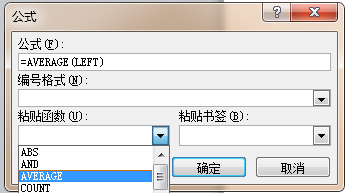 公式
公式(F):
=AVERAGE(LEFT)
编号格式(N):
粘贴函数(U): 粘贴书签(B):
ABS
AND
AVERAGE
COUNT
确定 取消